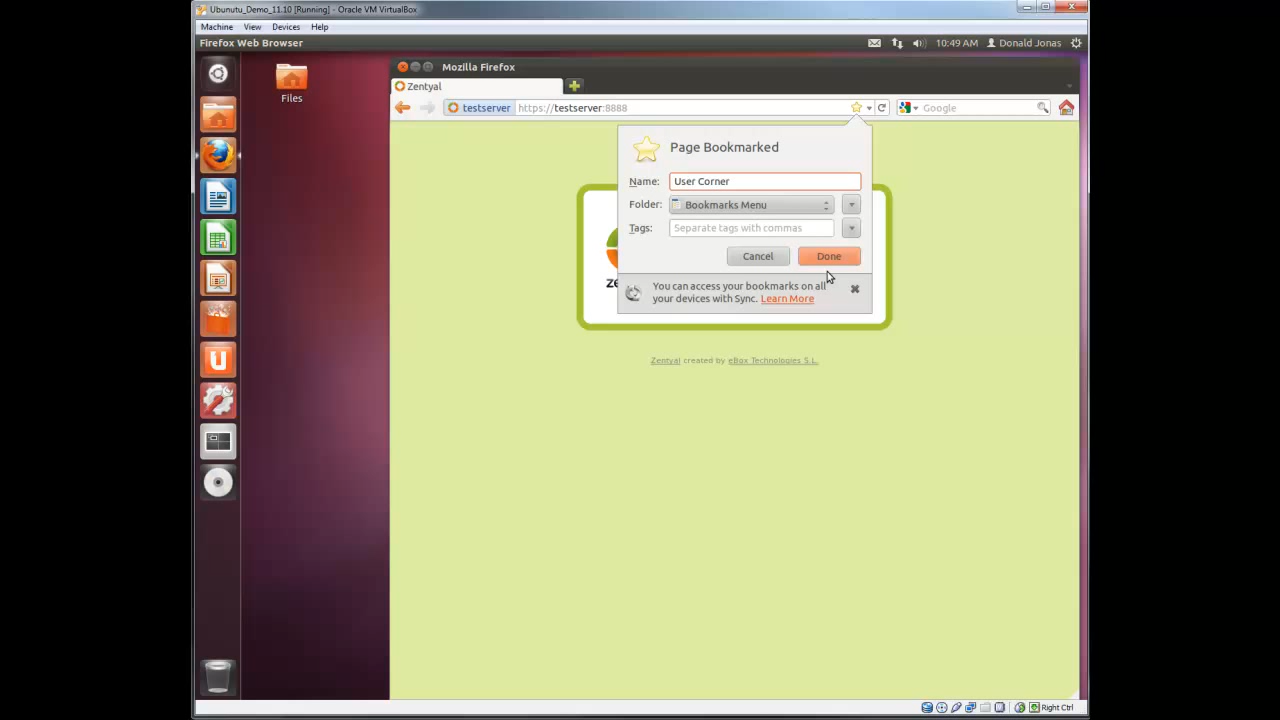 Ubunutu_Demo_11.10 [Running] - Oracle VM VirtualBox
Machine View Devices Help
Firefox Web Browser
10:49 AM
Donald Jonas
Files
Mozilla Firefox
Zentyal
testserver https://testserver:8888
Google
Page Bookmarked
Name: User Corner
Folder: Bookmarks Menu
Tags: Separate tags with commas
Cancel Done
You can access your bookmarks on all
your devices with Sync. Learn More
ze
Zentyal created by eBox Technologies S.L.
U
Right Ctrl